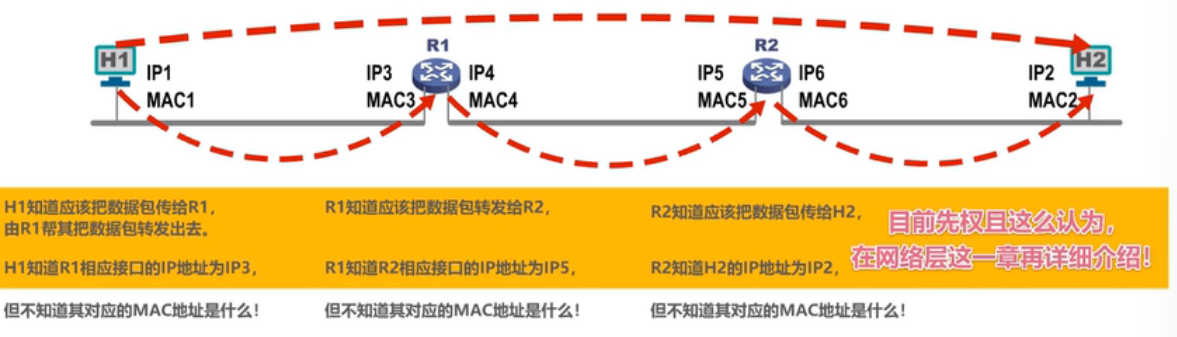 R1
R2
H1
H2
IP1
IP3
IP4
IP5
IP6
IP2
MAC1
MAC3
MAC4
MAC5
MAC6
MAC2
H1知道应该把数据包传给R1，
由R1帮其把数据包转发出去。
R1知道应该把数据包转发给R2，
R2知道应该把数据包传给H2，
目前先权且这么认为，
在网络层这一章再详细介绍！
H1知道R1相应接口的IP地址为IP3，
R1知道R2相应接口的IP地址为IP5，
R2知道H2的IP地址为IP2，
但不知道其对应的MAC地址是什么！
但不知道其对应的MAC地址是什么！
但不知道其对应的MAC地址是什么！